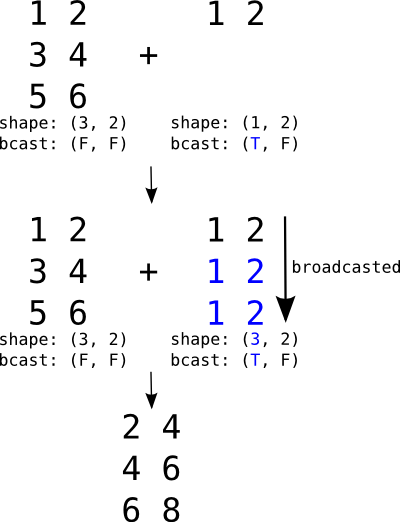 1 2 1 2
3 4 +
5 6
shape: (3, 2) shape: (1, 2)
bcast: (F, F) bcast: (T, F)
1 2 1 2
3 4 + 1 2 broadcasted
5 6 1 2
shape: (3, 2) shape: (3, 2)
bcast: (F, F) bcast: (T, F)
2 4
4 6
6 8